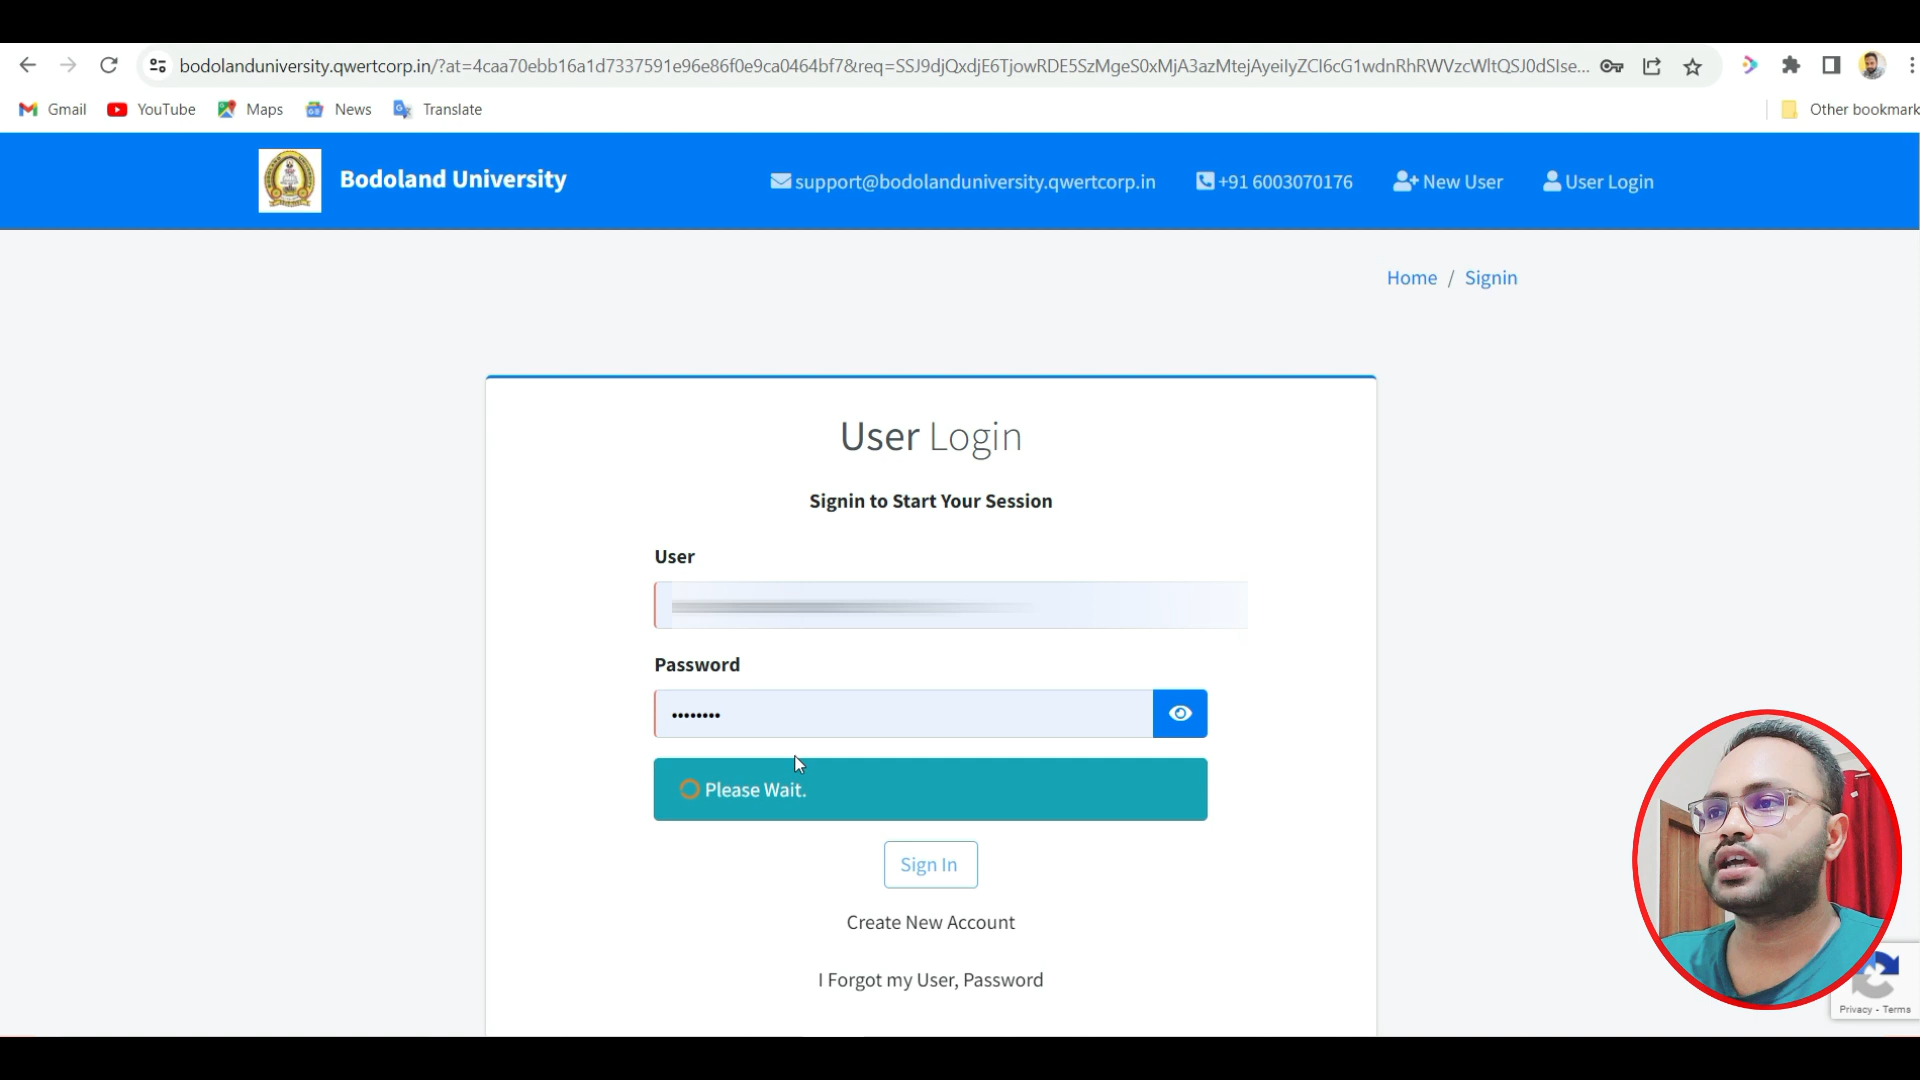 bodolanduniversity.qwertcorp.in/?at=4caa70ebb16a1d7337591e96e86f0e9ca0464bf7&req=SSJ9djQxdjE6TjowRDE5SzMgeS0xMjA3azMtejAyeiIyZCI6cG1wdnRhRWVzcWltQSJ0dSIse...
Gmail YouTube Maps News Translate Other bookmark
Bodoland University support@bodolanduniversity.qwertcorp.in +91 6003070176 New User User Login
Home / Signin
User Login
Signin to Start Your Session
User
Password
Please Wait.
Sign In
Create New Account
I Forgot my User, Password
Privacy - Terms